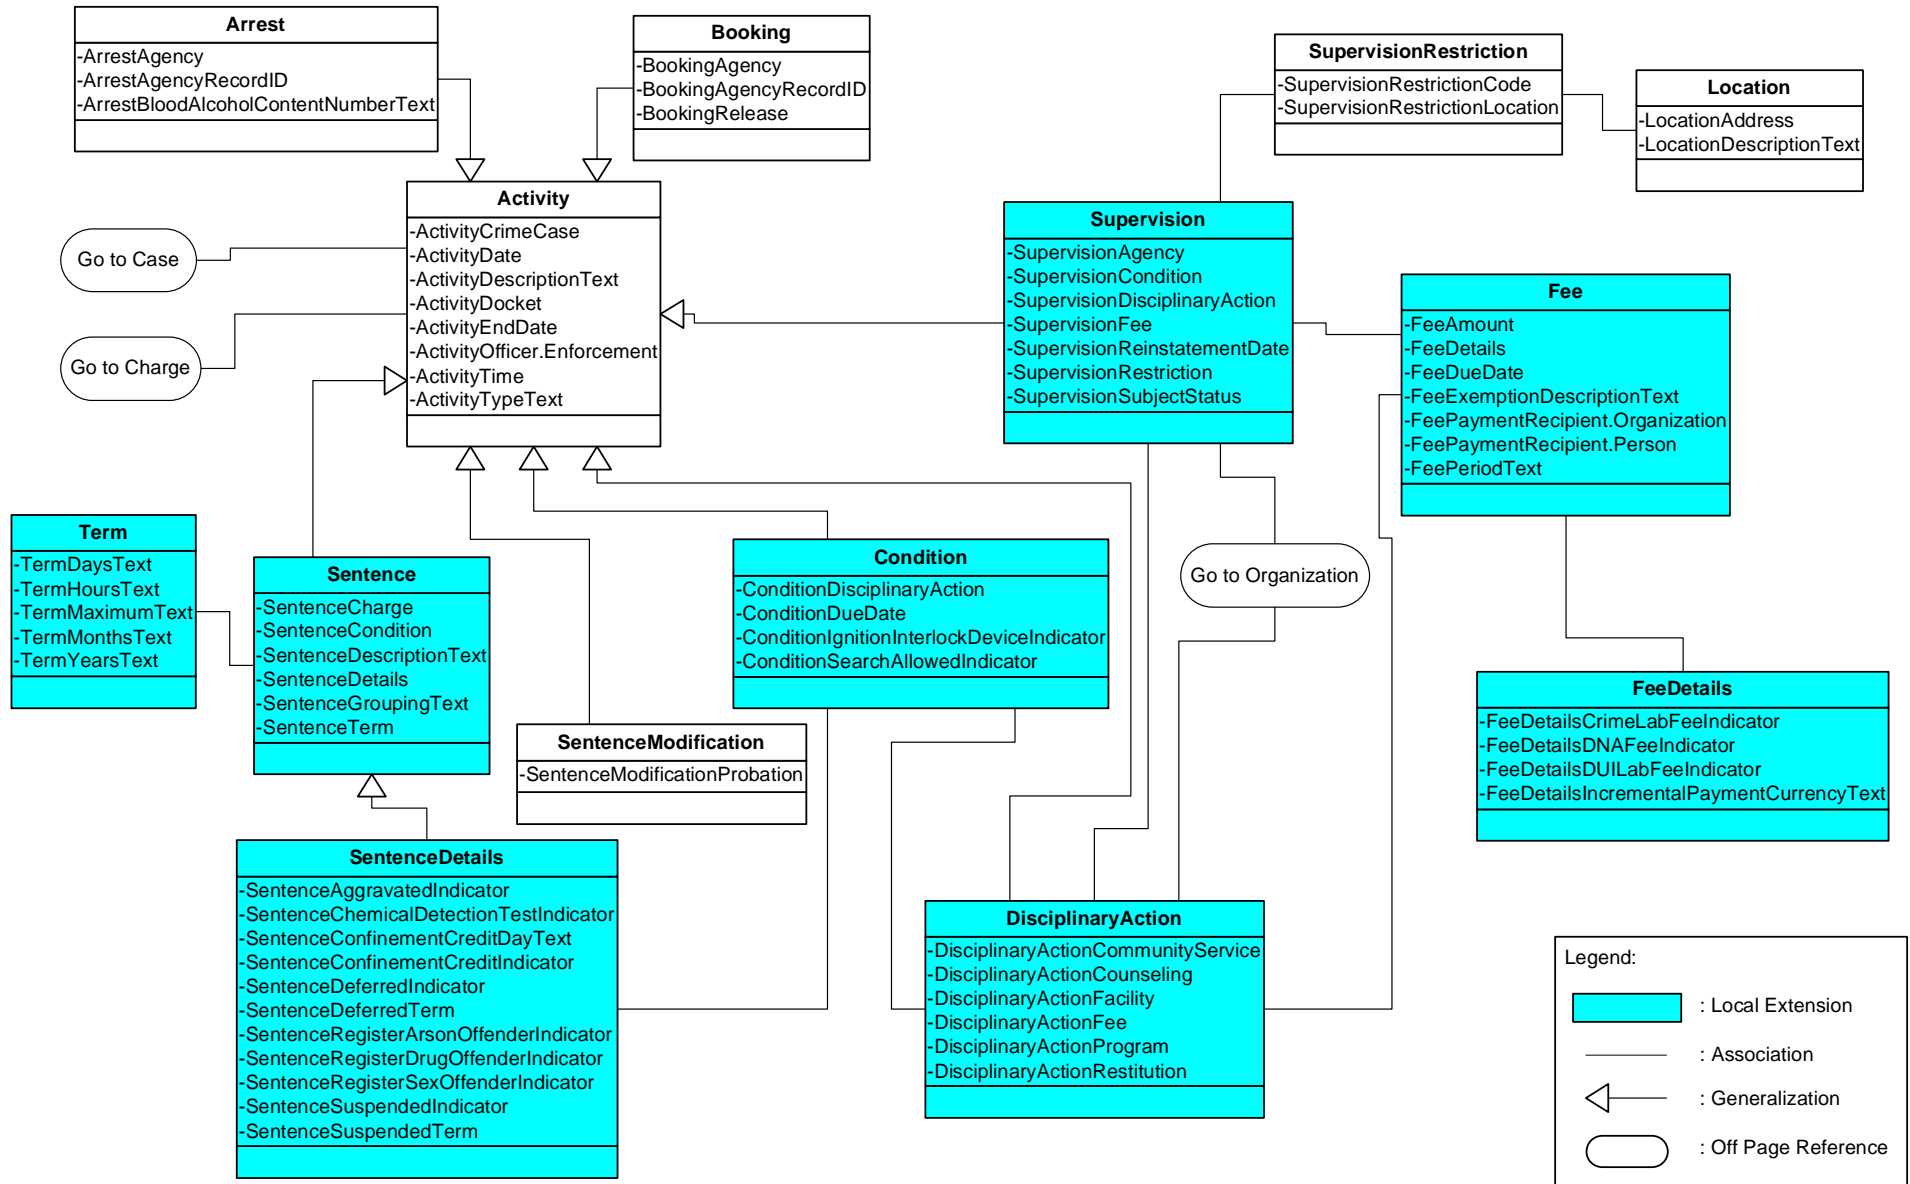 Arrest
-ArrestAgency
-ArrestAgencyRecordID
-ArrestBloodAlcoholContentNumberText
Booking
-BookingAgency
-BookingAgencyRecordID
-BookingRelease
SupervisionRestriction
-SupervisionRestrictionCode
-SupervisionRestrictionLocation
Location
-LocationAddress
-LocationDescriptionText
Activity
-ActivityCrimeCase
-ActivityDate
-ActivityDescriptionText
-ActivityDocket
-ActivityEndDate
-ActivityOfficer.Enforcement
-ActivityTime
-ActivityTypeText
Go to Case
Go to Charge
Supervision
-SupervisionAgency
-SupervisionCondition
-SupervisionDisciplinaryAction
-SupervisionFee
-SupervisionReinstatementDate
-SupervisionRestriction
-SupervisionSubjectStatus
Fee
-FeeAmount
-FeeDetails
-FeeDueDate
-FeeExemptionDescriptionText
-FeePaymentRecipient.Organization
-FeePaymentRecipient.Person
-FeePeriodText
Term
-TermDaysText
-TermHoursText
-TermMaximumText
-TermMonthsText
-TermYearsText
Sentence
-SentenceCharge
-SentenceCondition
-SentenceDescriptionText
-SentenceDetails
-SentenceGroupingText
-SentenceTerm
Condition
-ConditionDisciplinaryAction
-ConditionDueDate
-ConditionIgnitionInterlockDeviceIndicator
-ConditionSearchAllowedIndicator
Go to Organization
SentenceModification
-SentenceModificationProbation
FeeDetails
-FeeDetailsCrimeLabFeeIndicator
-FeeDetailsDNAFeeIndicator
-FeeDetailsDUILabFeeIndicator
-FeeDetailsIncrementalPaymentCurrencyText
SentenceDetails
-SentenceAggravatedIndicator
-SentenceChemicalDetectionTestIndicator
-SentenceConfinementCreditDayText
-SentenceConfinementCreditIndicator
-SentenceDeferredIndicator
-SentenceDeferredTerm
-SentenceRegisterArsonOffenderIndicator
-SentenceRegisterDrugOffenderIndicator
-SentenceRegisterSexOffenderIndicator
-SentenceSuspendedIndicator
-SentenceSuspendedTerm
DisciplinaryAction
-DisciplinaryActionCommunityService
-DisciplinaryActionCounseling
-DisciplinaryActionFacility
-DisciplinaryActionFee
-DisciplinaryActionProgram
-DisciplinaryActionRestitution
Legend:
: Local Extension
: Association
: Generalization
: Off Page Reference